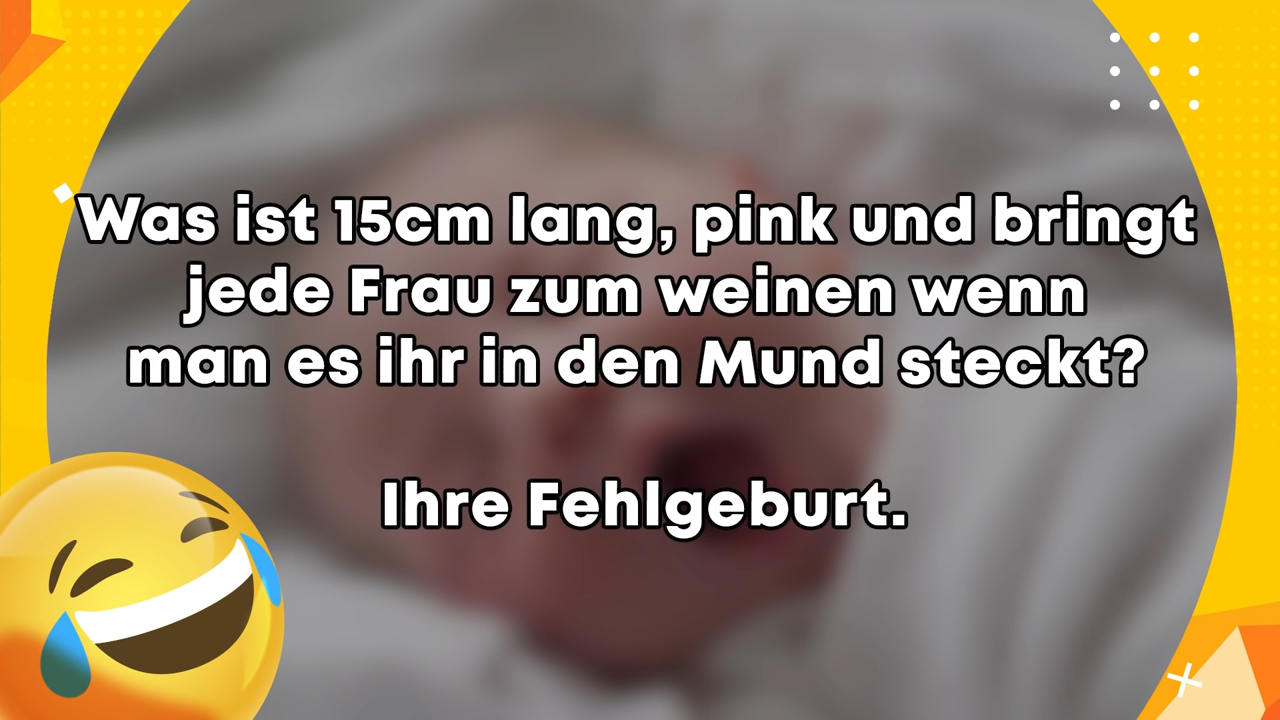 Was ist 15cm lang, pink und bringt
jede Frau zum weinen wenn
man es ihr in den Mund steckt?
Ihre Fehlgeburt.